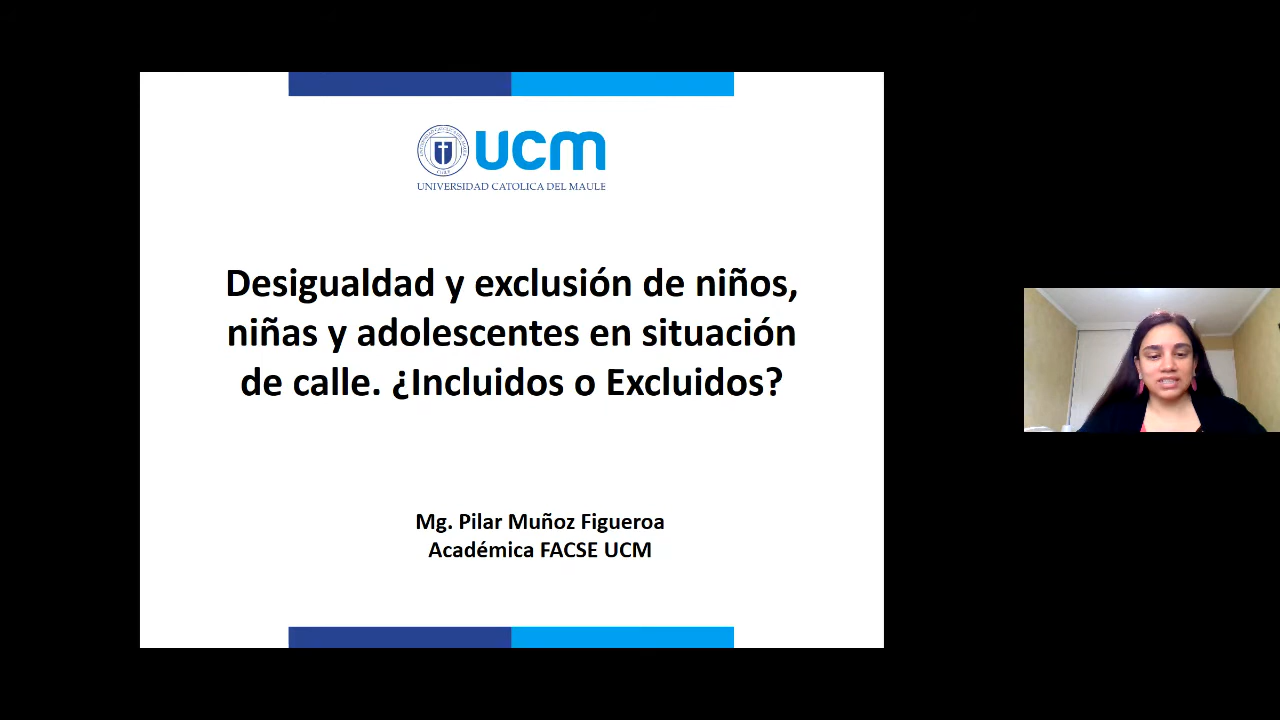 ucm
UNIVERSIDAD CATOLICA DEL MAULE
Desigualdad y exclusión de niños,
niñas y adolescentes en situación
de calle. ¿Incluidos o Excluidos?
Mg. Pilar Muñoz Figueroa
Académica FACSE UCM